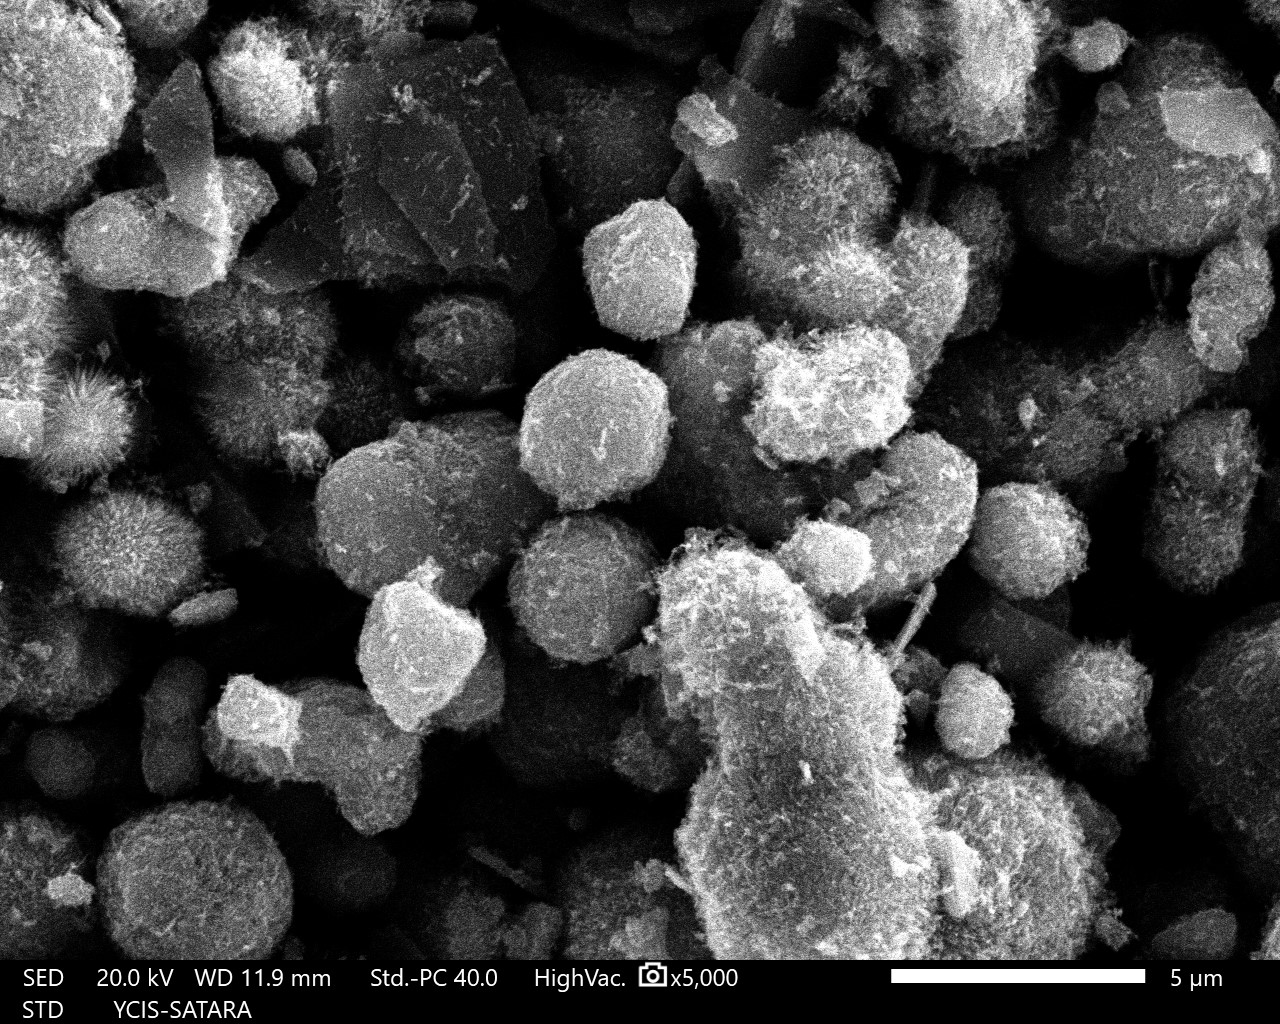 SED 20.0 kV WD 11.9 mm Std.-PC 40.0 HighVac. x5,000 5 µm
STD YCIS-SATARA